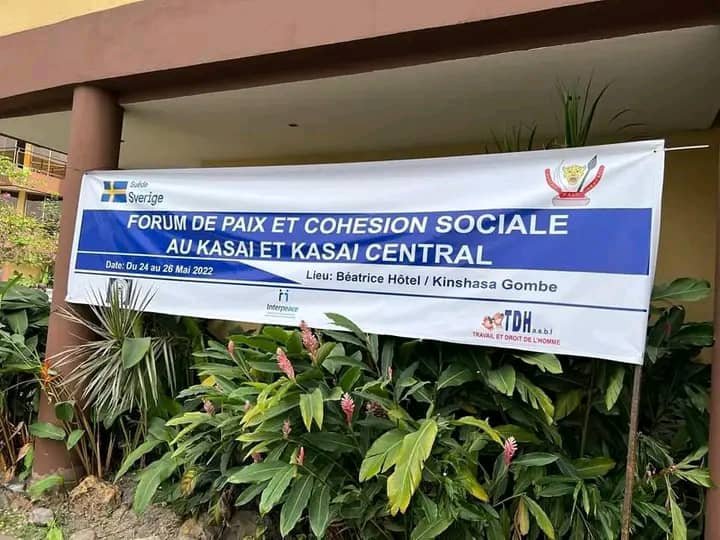 Suède
Sverige
FORUM DE PAIX ET COHESION SOCIALE
AU KASAI ET KASAI CENTRAL
Date: Du 24 au 26 Mai 2022
Lieu: Béatrice Hôtel / Kinshasa Gombe
Interpeace
TDH a.s.b.l
TRAVAIL ET DROIT DE L'HOMME